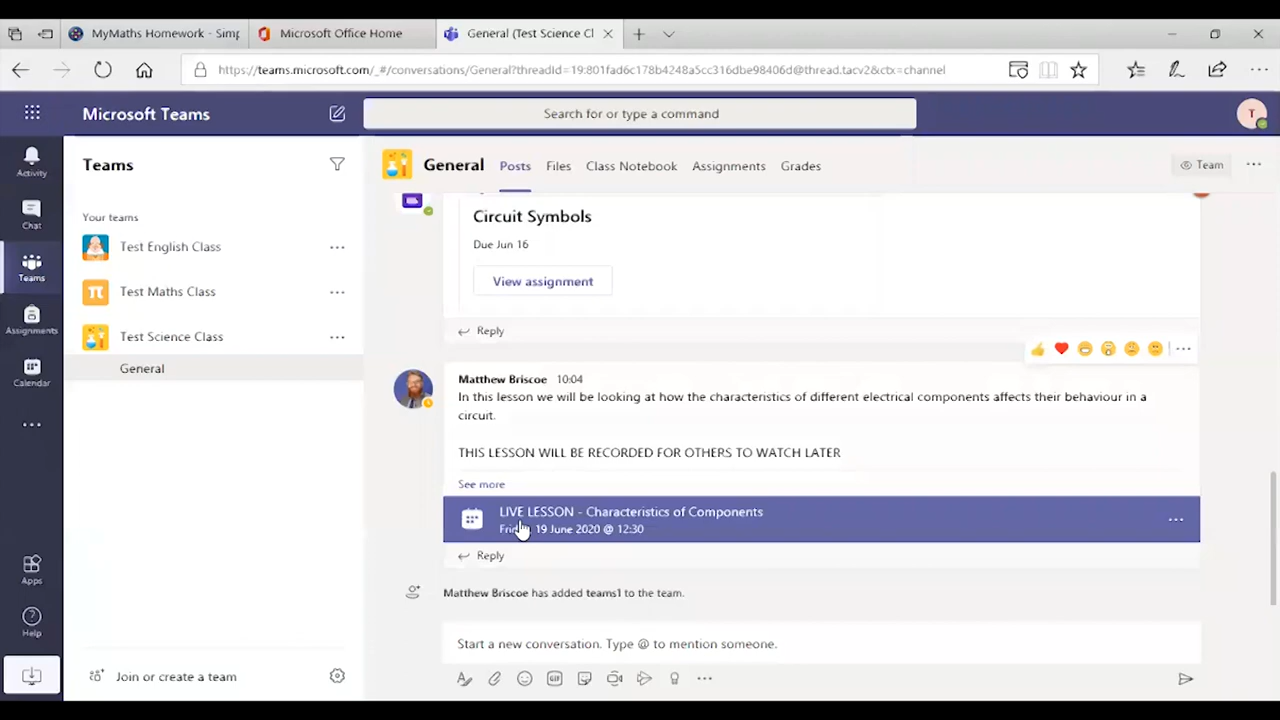 MyMaths Homework - Simp
Microsoft Office Home
General (Test Science Cl
https://teams.microsoft.com/_#/conversations/General?threadId=19:801fad6c178b4248a5cc316dbe98406d@thread.tacv2&ctx=channel
Microsoft Teams
Search for or type a command
T
Activity
Chat
Teams
Assignments
Calendar
Apps
Help
Teams
Your teams
Test English Class
Test Maths Class
Test Science Class
General
Join or create a team
General
Posts
Files
Class Notebook
Assignments
Grades
Team
Circuit Symbols
Due Jun 16
View assignment
Reply
Matthew Briscoe 10:04
In this lesson we will be looking at how the characteristics of different electrical components affects their behaviour in a
circuit.
THIS LESSON WILL BE RECORDED FOR OTHERS TO WATCH LATER
See more
LIVE LESSON - Characteristics of Components
19 June 2020 @ 12:30
Reply
Matthew Briscoe has added teams1 to the team.
Start a new conversation. Type @ to mention someone.
GIF